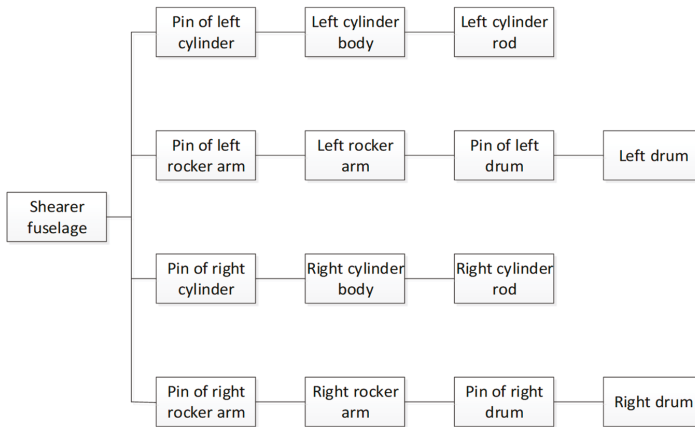 Pin of left
cylinder
Left cylinder
body
Left cylinder
rod
Pin of left
rocker arm
Left rocker
arm
Pin of left
drum
Left drum
Shearer
fuselage
Pin of right
cylinder
Right cylinder
body
Right cylinder
rod
Pin of right
rocker arm
Right rocker
arm
Pin of right
drum
Right drum